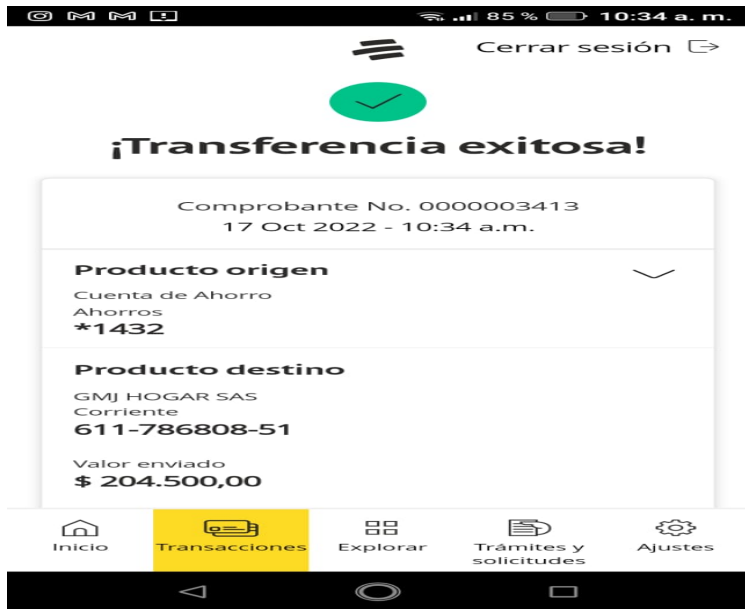 85 % 10:34 a. m.
Cerrar sesión
¡Transferencia exitosa!
Comprobante No. 0000003413
17 Oct 2022 - 10:34 a.m.
Producto origen
Cuenta de Ahorro
Ahorros
*1432
Producto destino
GMJ HOGAR SAS
Corriente
611-786808-51
Valor enviado
$ 204.500,00
Inicio
Transacciones
Explorar
Trámites y
solicitudes
Ajustes